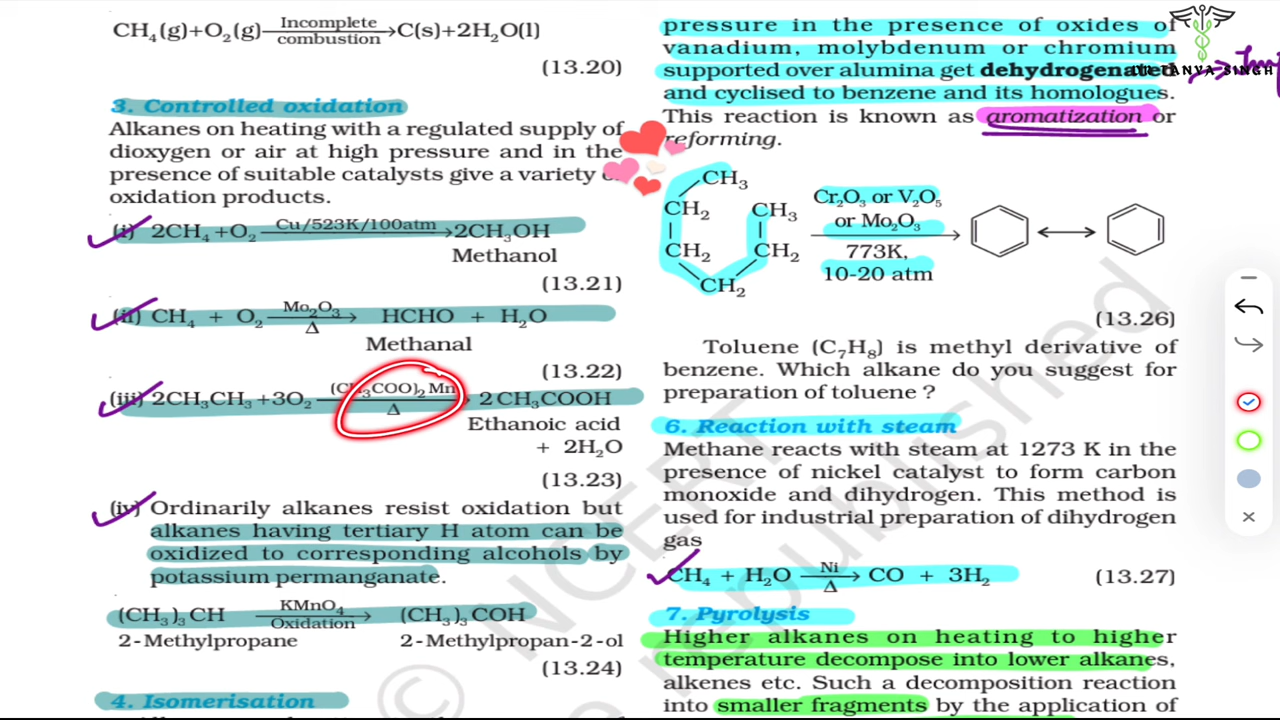 CH₄(g)+O₂(g) Incomplete combustion →C(s)+2H₂O(l)
(13.20)
3. Controlled oxidation
Alkanes on heating with a regulated supply of
dioxygen or air at high pressure and in the
presence of suitable catalysts give a variety
oxidation products.
(i) 2CH₄+O₂ Cu/523K/100atm →2CH₃OH
Methanol
(13.21)
(ii) CH₄ + O₂ Mo₂O₃ Δ → HCHO + H₂O
Methanal
(13.22)
(iii) 2CH₃CH₃+3O₂ (CH₃COO)₂Mn Δ → 2CH₃COOH
Ethanoic acid
+ 2H₂O
(13.23)
(iv) Ordinarily alkanes resist oxidation but
alkanes having tertiary H atom can be
oxidized to corresponding alcohols by
potassium permanganate.
(CH₃)₃CH KMnO₄ Oxidation → (CH₃)₃COH
2-Methylpropane 2-Methylpropan-2-ol
(13.24)
4. Isomerisation
pressure in the presence of oxides of
vanadium, molybdenum or chromium
supported over alumina get dehydrogenated
and cyclised to benzene and its homologues.
This reaction is known as aromatization or
reforming.
CH₃
CH₂ CH₃
CH₂ CH₂
CH₂
Cr₂O₃ or V₂O₅
or Mo₂O₃
773K,
10-20 atm
(13.26)
Toluene (C₇H₈) is methyl derivative of
benzene. Which alkane do you suggest for
preparation of toluene ?
6. Reaction with steam
Methane reacts with steam at 1273 K in the
presence of nickel catalyst to form carbon
monoxide and dihydrogen. This method is
used for industrial preparation of dihydrogen
gas
CH₄ + H₂O Ni Δ → CO + 3H₂ (13.27)
7. Pyrolysis
Higher alkanes on heating to higher
temperature decompose into lower alkanes,
alkenes etc. Such a decomposition reaction
into smaller fragments by the application of
TANYA SINGH
© NCERT
published